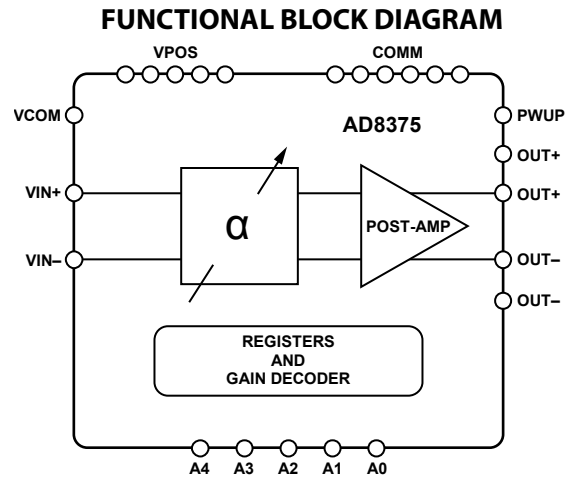 FUNCTIONAL BLOCK DIAGRAM
VPOS
COMM
VCOM
PWUP
AD8375
OUT+
VIN+
OUT+
α
POST-AMP
VIN–
OUT–
OUT–
REGISTERS
AND
GAIN DECODER
A4
A3
A2
A1
A0